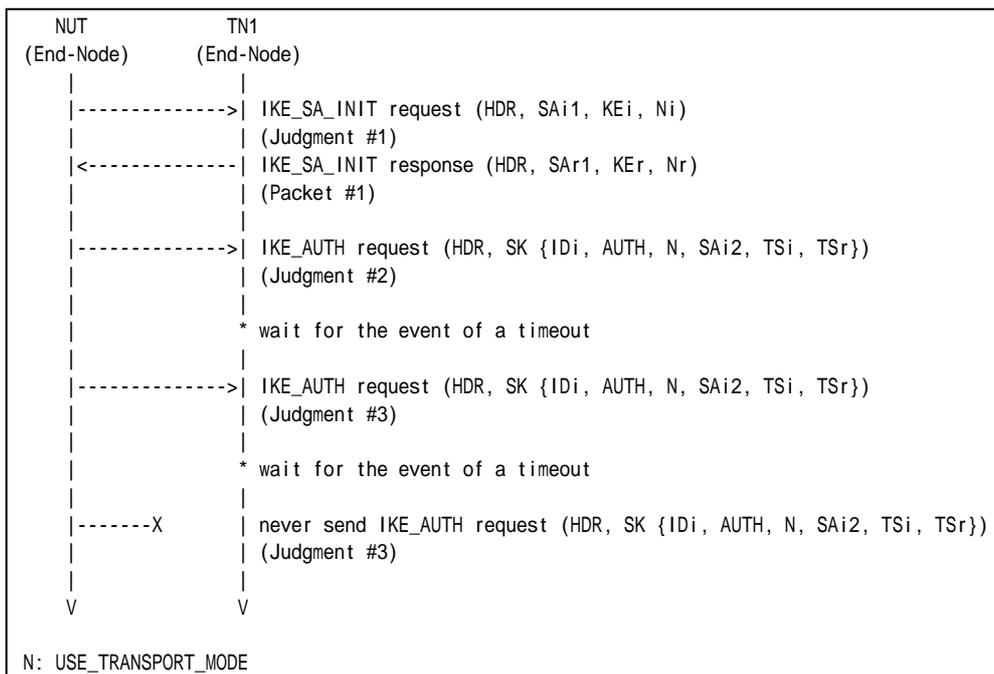 NUT TN1
(End-Node) (End-Node)
| |
|-------------->| IKE_SA_INIT request (HDR, SAi1, KEi, Ni)
| | (Judgment #1)
|<--------------| IKE_SA_INIT response (HDR, SAr1, KEr, Nr)
| | (Packet #1)
| |
|-------------->| IKE_AUTH request (HDR, SK {IDi, AUTH, N, SAi2, TSi, TSr})
| | (Judgment #2)
| |
| * wait for the event of a timeout
| |
|-------------->| IKE_AUTH request (HDR, SK {IDi, AUTH, N, SAi2, TSi, TSr})
| | (Judgment #3)
| |
| * wait for the event of a timeout
| |
|-------X | never send IKE_AUTH request (HDR, SK {IDi, AUTH, N, SAi2, TSi, TSr})
| | (Judgment #3)
| |
V V
N: USE_TRANSPORT_MODE